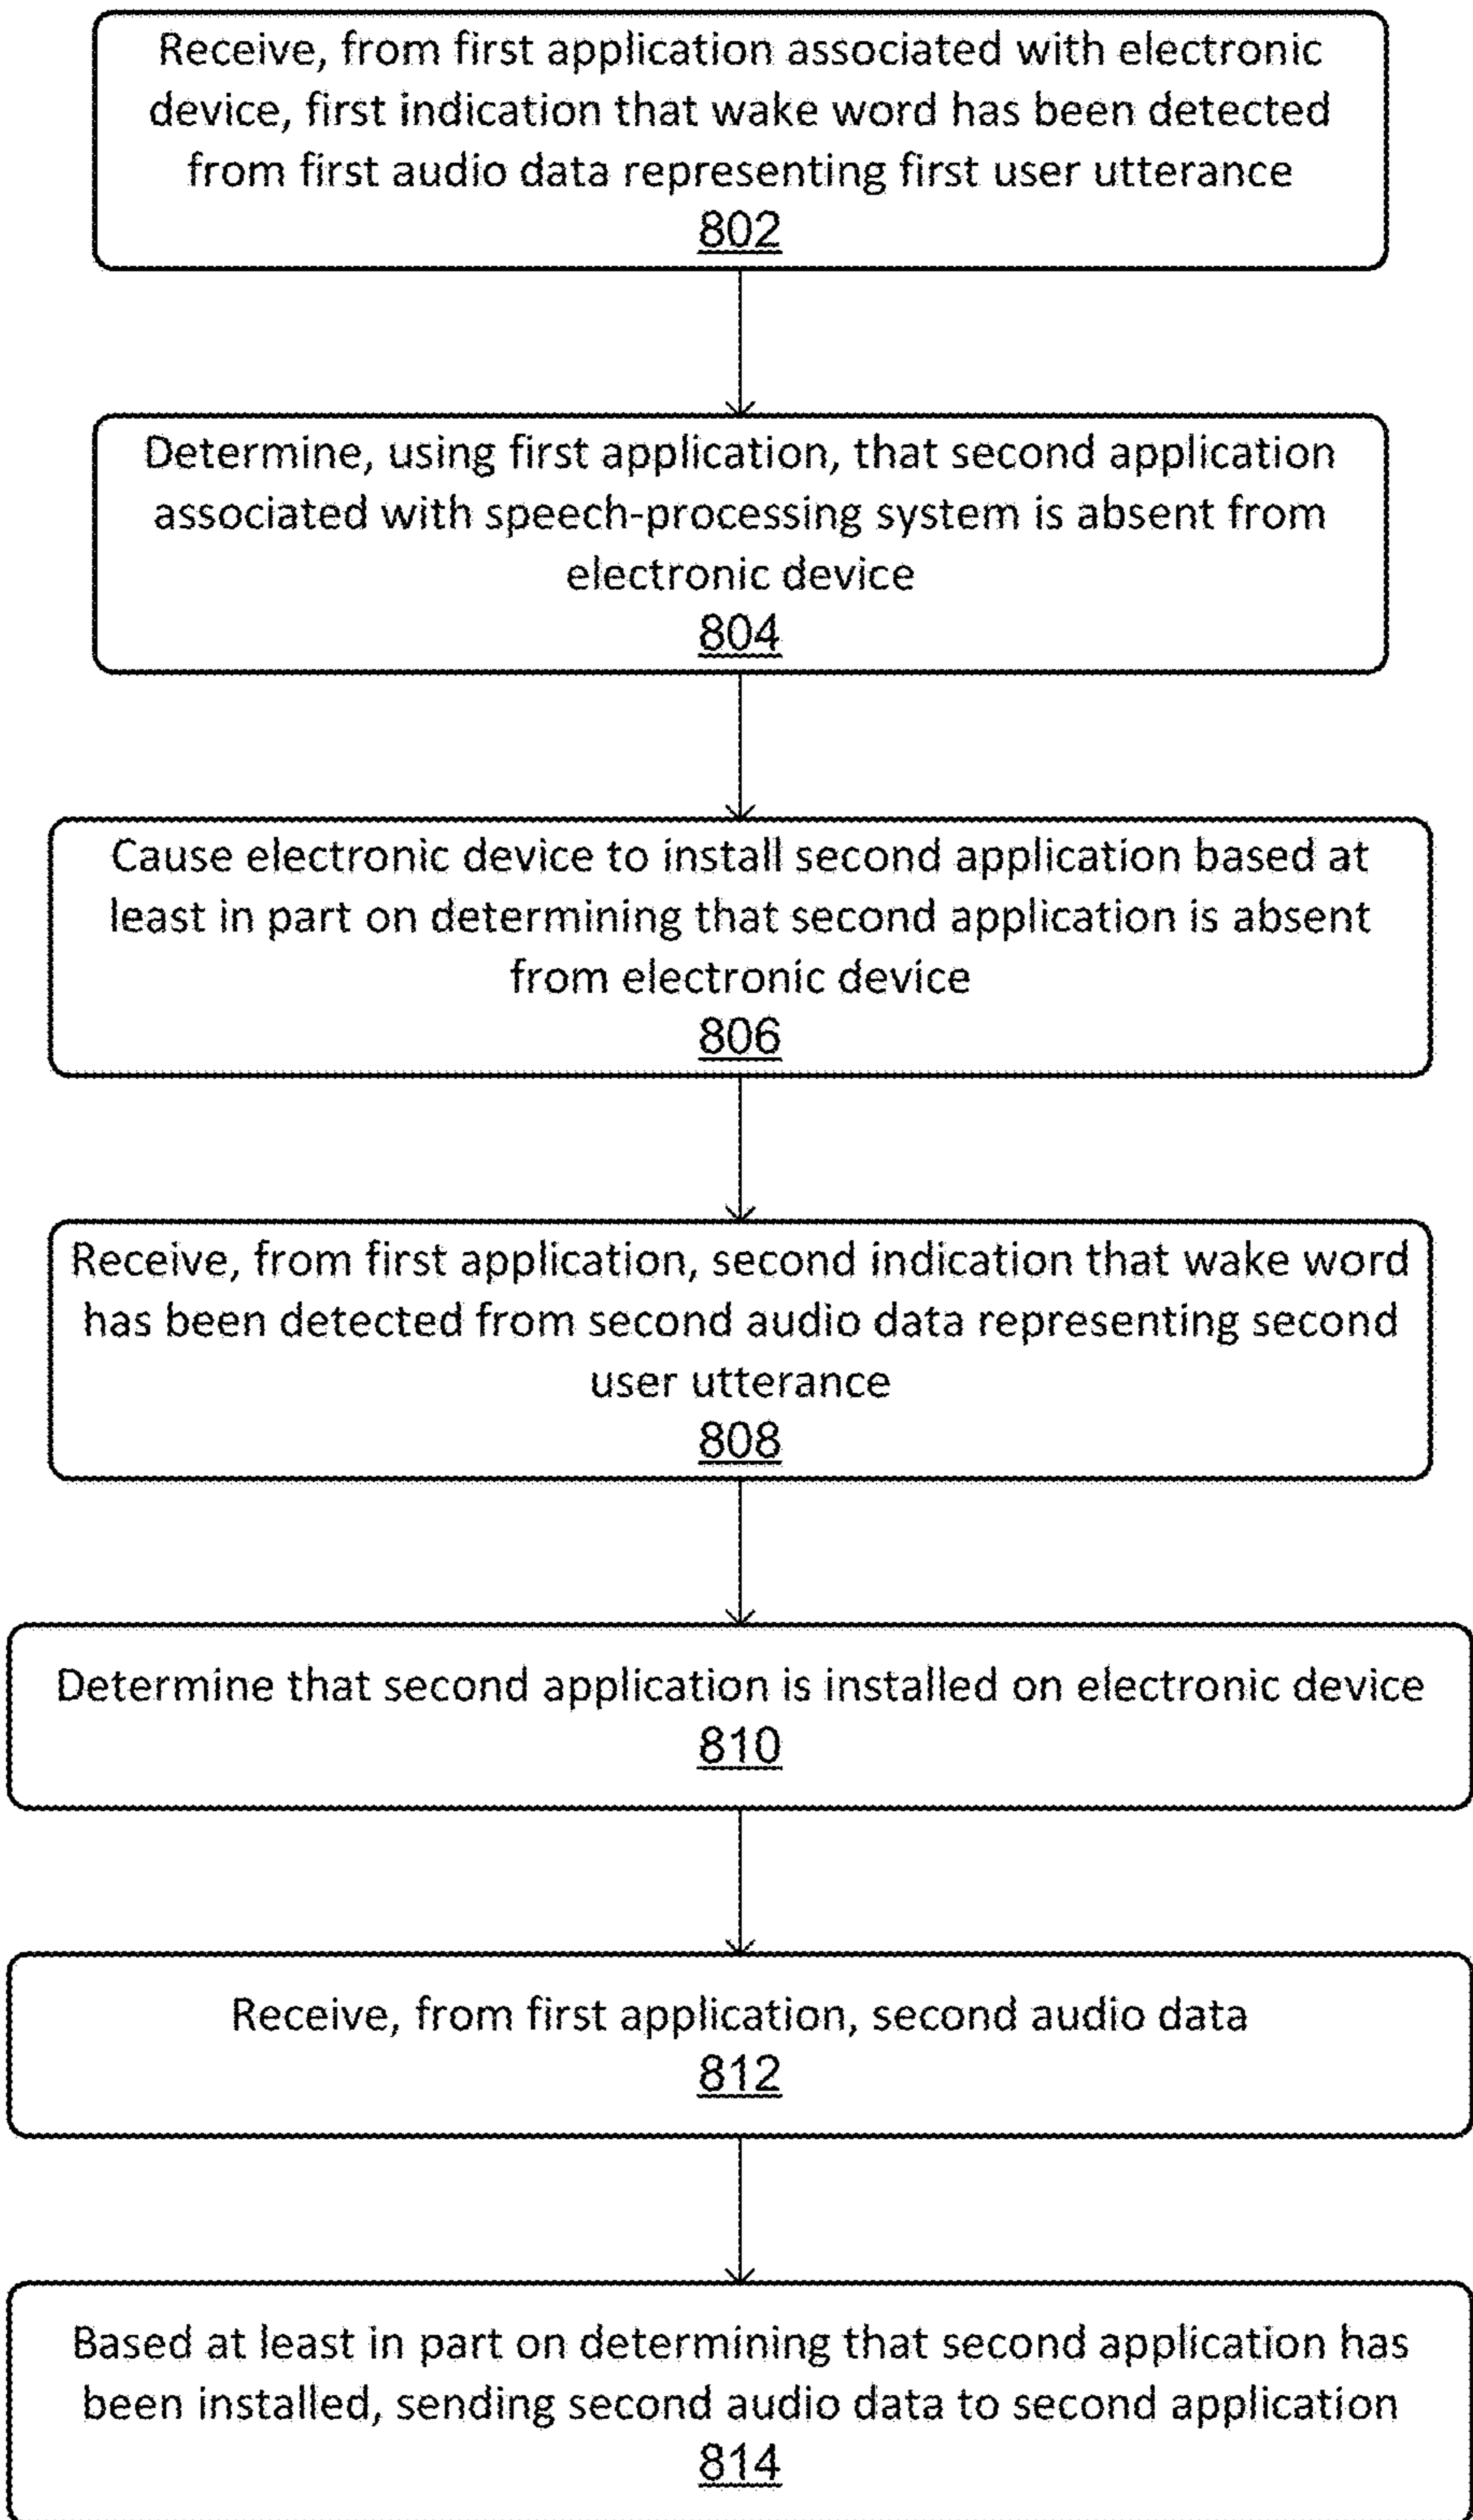 Receive, from first application associated with electronic
device, first indication that wake word has been detected
from first audio data representing first user utterance
802
Determine, using first application, that second application
associated with speech-processing system is absent from
electronic device
804
Cause electronic device to install second application based at
least in part on determining that second application is absent
from electronic device
806
Receive, from first application, second indication that wake word
has been detected from second audio data representing second
user utterance
808
Determine that second application is installed on electronic device
810
Receive, from first application, second audio data
812
Based at least in part on determining that second application has
been installed, sending second audio data to second application
814